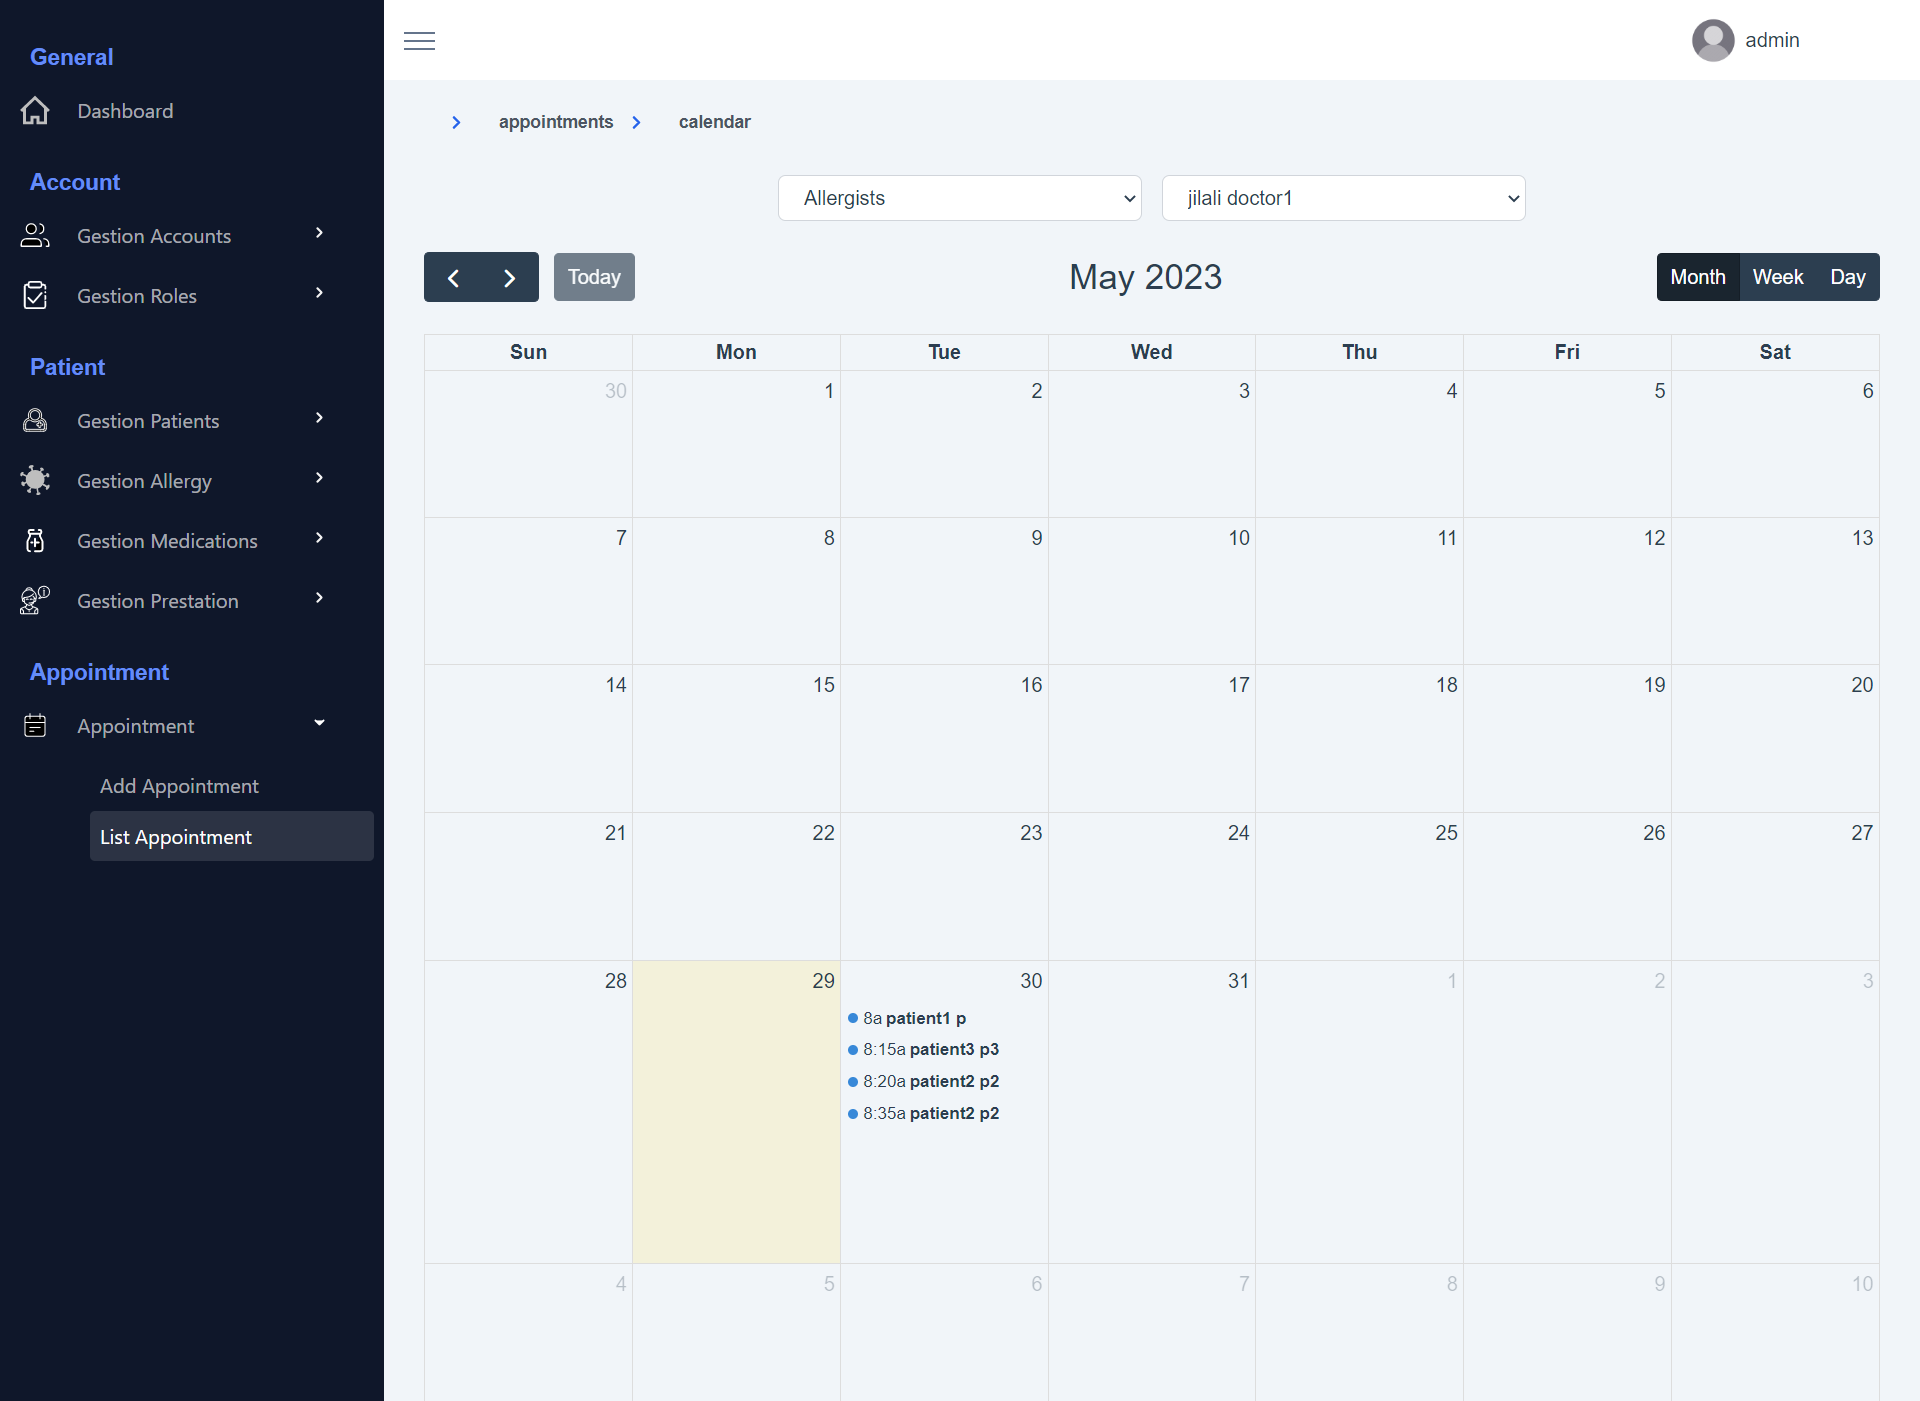 General
Dashboard
Account
Gestion Accounts
Gestion Roles
Patient
Gestion Patients
Gestion Allergy
Gestion Medications
Gestion Prestation
Appointment
Appointment
Add Appointment
List Appointment
admin
appointments calendar
Allergists jilali doctor1
Today May 2023 Month Week Day
Sun Mon Tue Wed Thu Fri Sat
30 1 2 3 4 5 6
7 8 9 10 11 12 13
14 15 16 17 18 19 20
21 22 23 24 25 26 27
28 29 30 31 1 2 3
8a patient1 p
8:15a patient3 p3
8:20a patient2 p2
8:35a patient2 p2
4 5 6 7 8 9 10